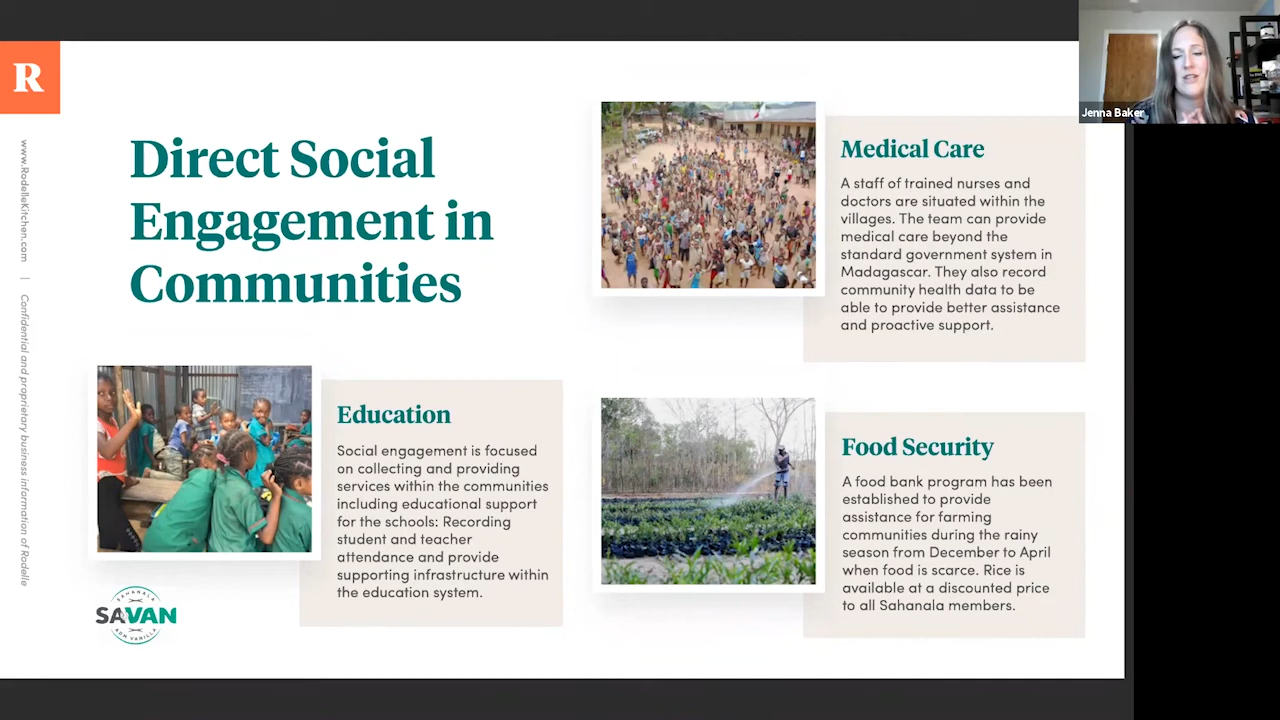 R
www.RodelleKitchen.com | Confidential and proprietary business information of Rodelle
Direct Social
Engagement in
Communities
Medical Care
A staff of trained nurses and
doctors are situated within the
villages. The team can provide
medical care beyond the
standard government system in
Madagascar. They also record
community health data to be
able to provide better assistance
and proactive support.
Education
Social engagement is focused
on collecting and providing
services within the communities
including educational support
for the schools: Recording
student and teacher
attendance and provide
supporting infrastructure within
the education system.
Food Security
A food bank program has been
established to provide
assistance for farming
communities during the rainy
season from December to April
when food is scarce. Rice is
available at a discounted price
to all Sahanala members.
SAHANALA
SAVAN
ADM VANILLA
Jenna Baker